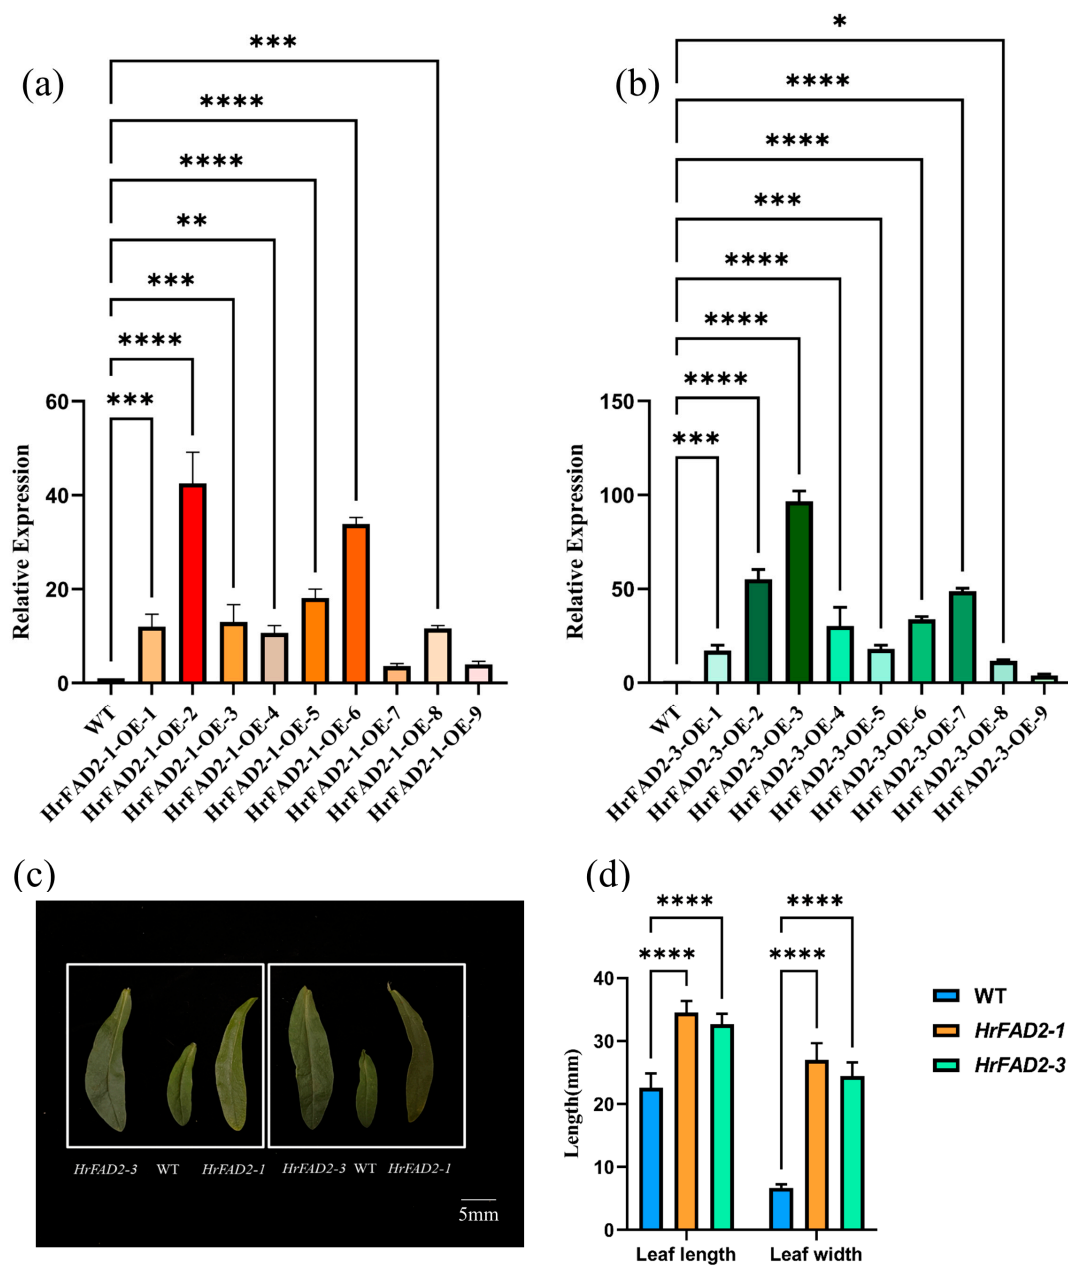 (a)
***
****
****
**
***
****
***
60
40
20
0
Relative Expression
WT
HrFAD2-1-OE-1
HrFAD2-1-OE-2
HrFAD2-1-OE-3
HrFAD2-1-OE-4
HrFAD2-1-OE-5
HrFAD2-1-OE-6
HrFAD2-1-OE-7
HrFAD2-1-OE-8
HrFAD2-1-OE-9
(b)
*
****
****
***
****
****
****
***
150
100
50
0
Relative Expression
WT
HrFAD2-3-OE-1
HrFAD2-3-OE-2
HrFAD2-3-OE-3
HrFAD2-3-OE-4
HrFAD2-3-OE-5
HrFAD2-3-OE-6
HrFAD2-3-OE-7
HrFAD2-3-OE-8
HrFAD2-3-OE-9
(c)
HrFAD2-3 WT HrFAD2-1 HrFAD2-3 WT HrFAD2-1
5mm
(d)
**** ****
**** ****
40
30
20
10
0
Length(mm)
Leaf length Leaf width
WT
HrFAD2-1
HrFAD2-3